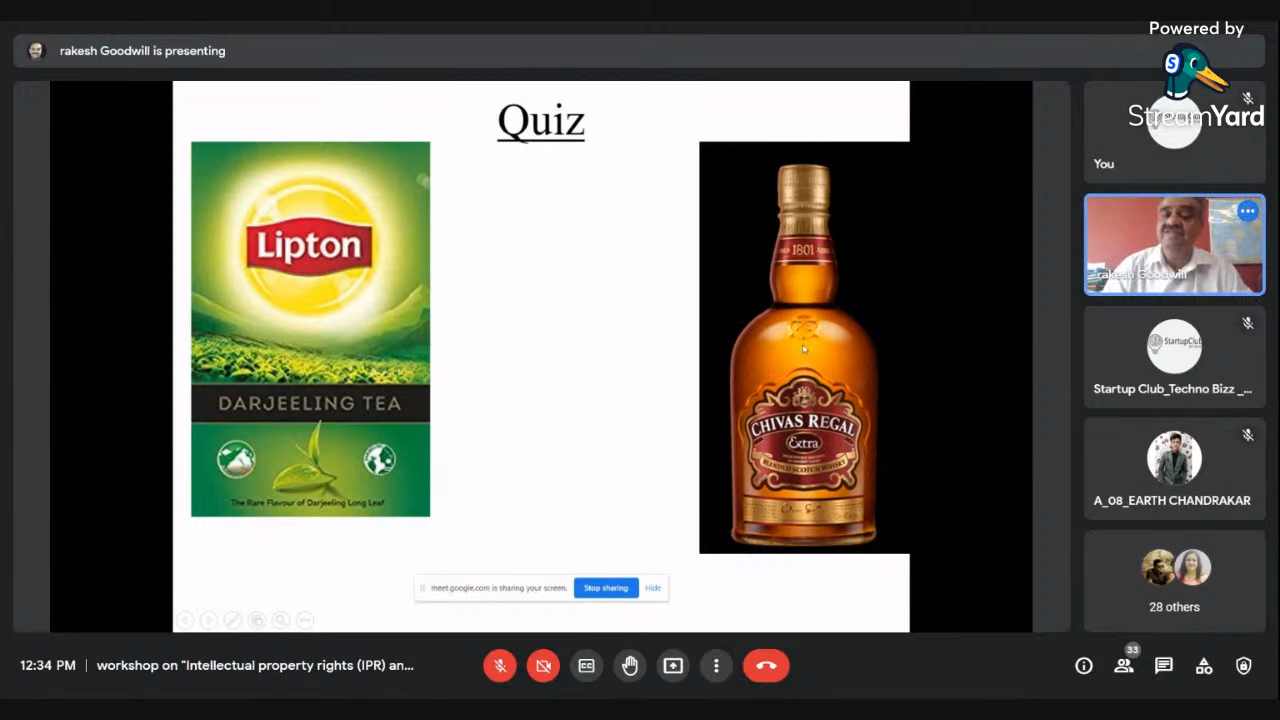 Powered by
StreamYard
rakesh Goodwill is presenting
Quiz
Lipton
DARJEELING TEA
The Rare Flavour of Darjeeling Long Leaf
1801
CHIVAS REGAL
Extra
BLENDED SCOTCH WHISKY
meet.google.com is sharing your screen.
Stop sharing
Hide
You
rakesh Goodwill
StartupClub
Startup Club_Techno Bizz _...
A_08_EARTH CHANDRAKAR
28 others
12:34 PM | workshop on "Intellectual property rights (IPR) an...
CC
33